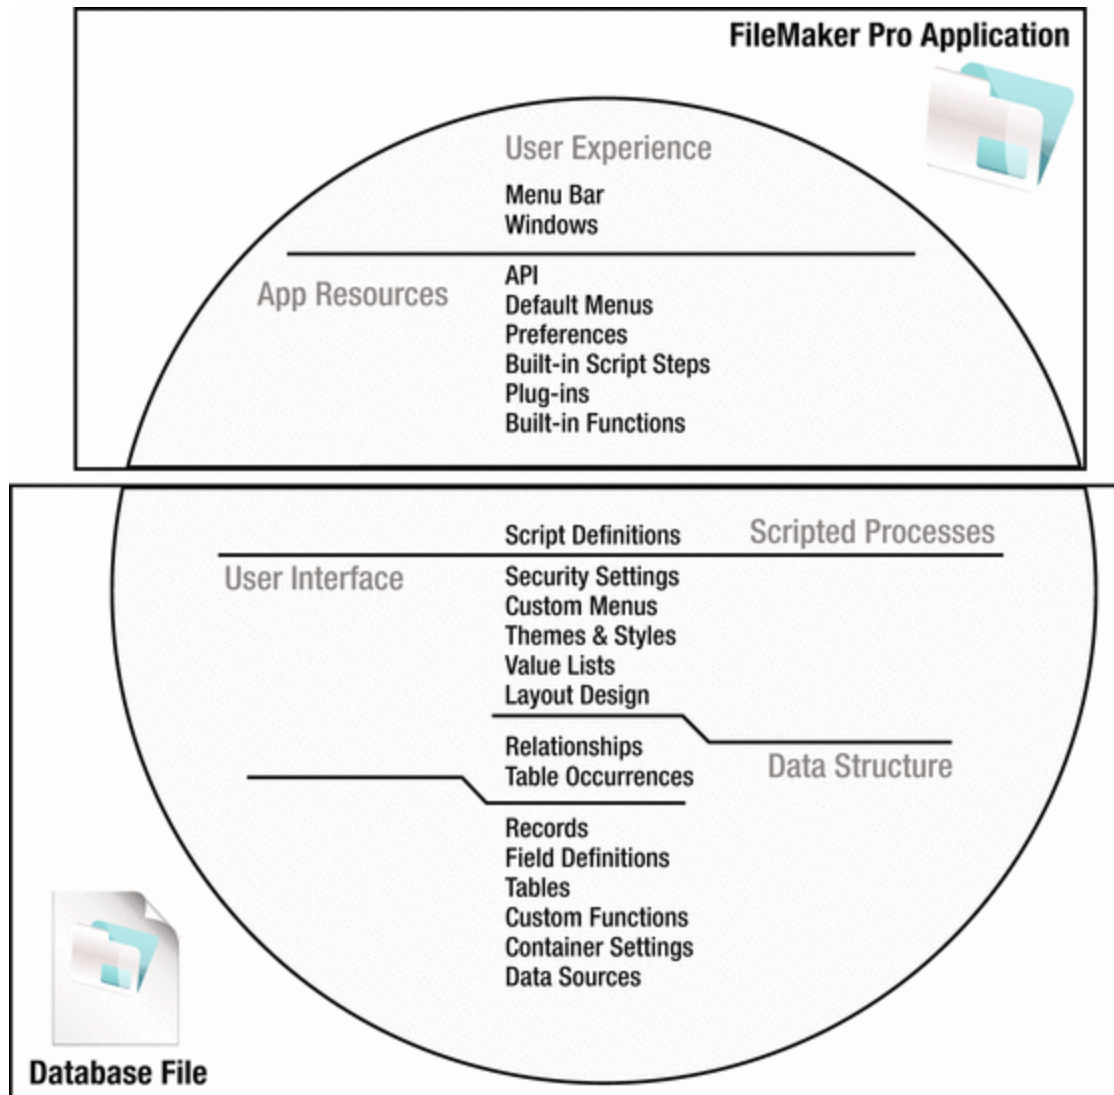 FileMaker Pro Application
User Experience
Menu Bar
Windows
App Resources
API
Default Menus
Preferences
Built-in Script Steps
Plug-ins
Built-in Functions
Script Definitions
Scripted Processes
User Interface
Security Settings
Custom Menus
Themes & Styles
Value Lists
Layout Design
Relationships
Table Occurrences
Data Structure
Records
Field Definitions
Tables
Custom Functions
Container Settings
Data Sources
Database File